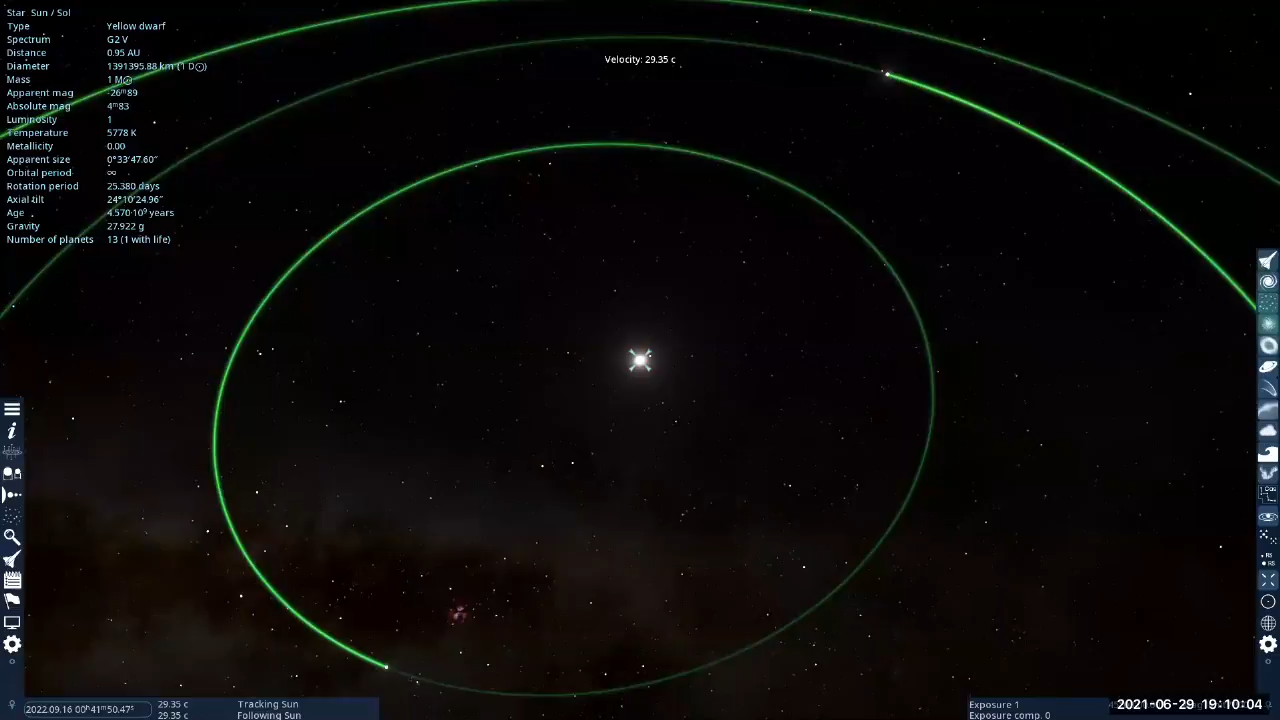 Star Sun / Sol
Type Yellow dwarf
Spectrum G2 V
Distance 0.95 AU
Diameter 1391395.88 km (1 D☉)
Mass 1 M☉
Apparent mag -26ᵐ89
Absolute mag 4ᵐ83
Luminosity 1
Temperature 5778 K
Metallicity 0.00
Apparent size 0°33′47.60″
Orbital period ∞
Rotation period 25.380 days
Axial tilt 24°10′24.96″
Age 4.570·10⁹ years
Gravity 27.922 g
Number of planets 13 (1 with life)
Velocity: 29.35 c
RS
RS
2022.09.16 00ʰ41ᵐ50.47ˢ
29.35 c
29.35 c
Tracking Sun
Following Sun
Exposure 1
Exposure comp. 0
2021-06-29 19:10:04